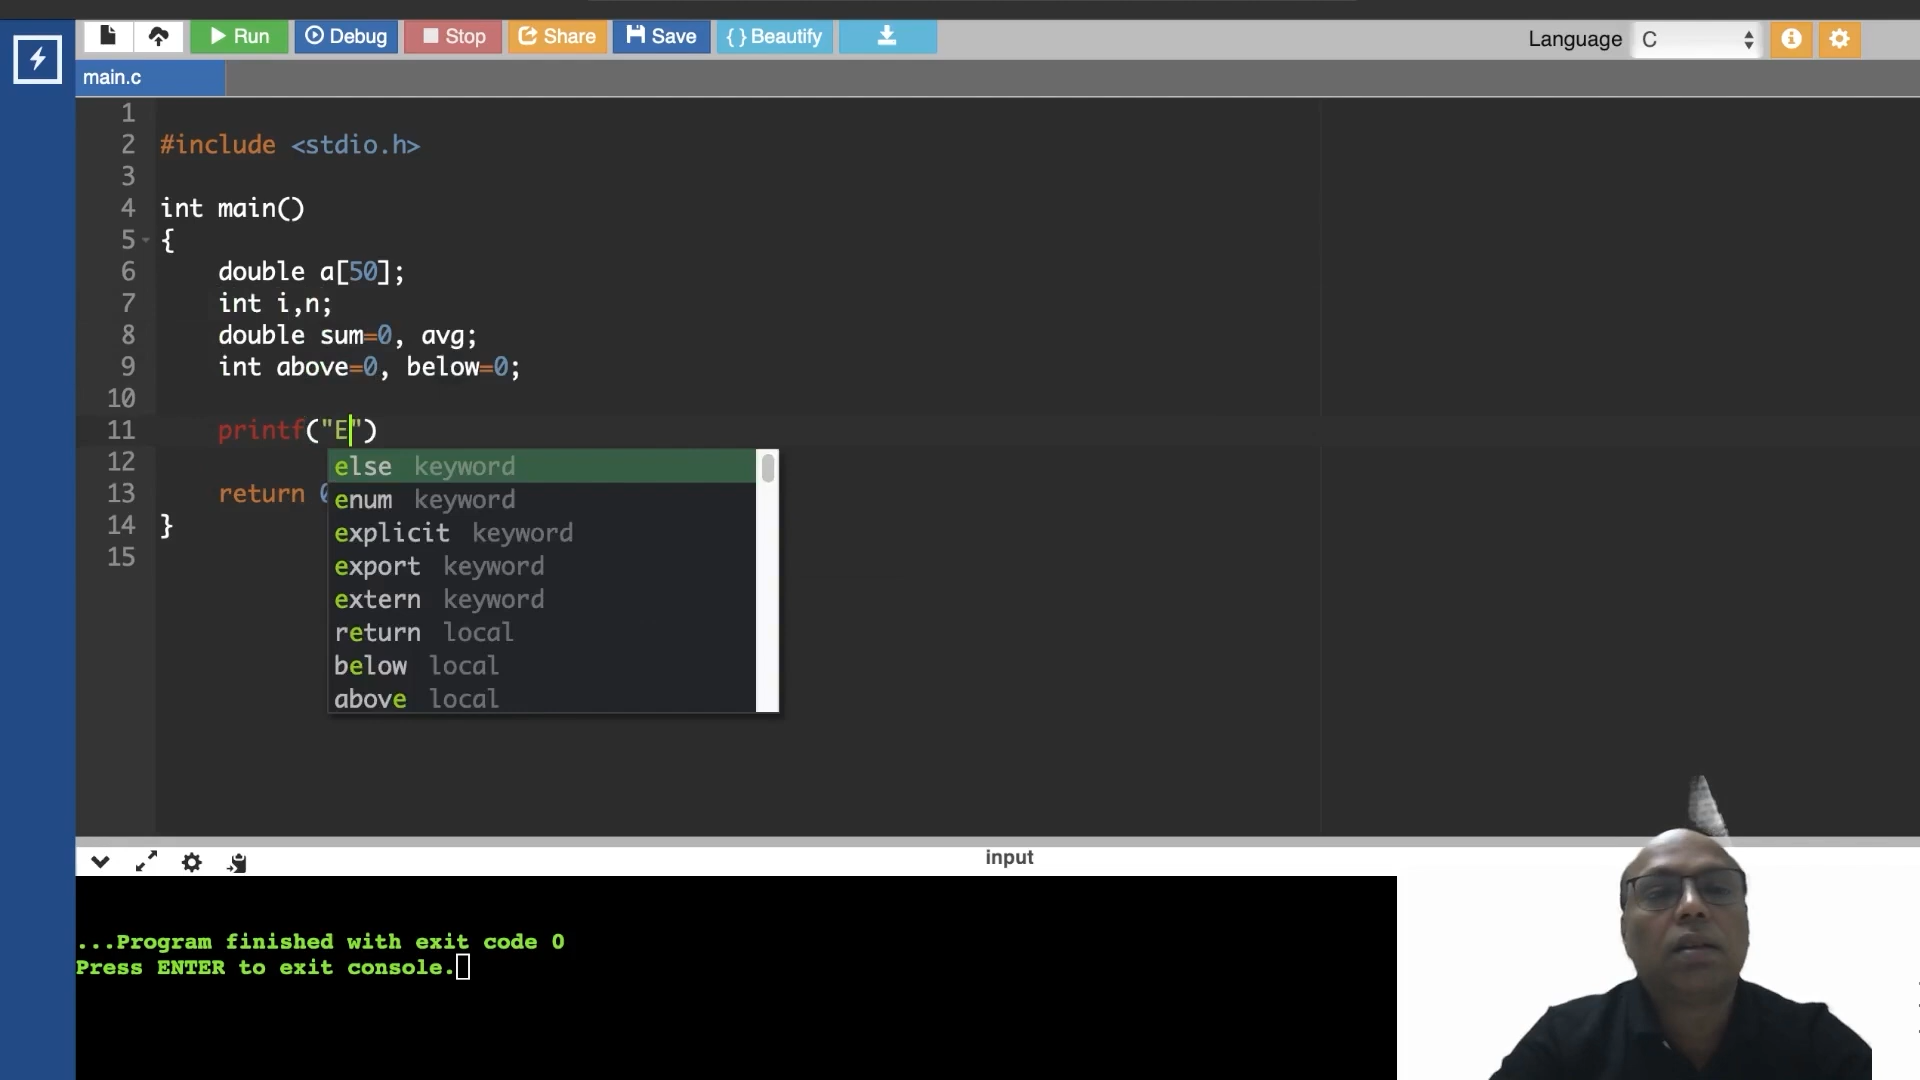 Run Debug Stop Share Save { } Beautify
Language C
main.c
1
2 #include <stdio.h>
3
4 int main()
5 {
6 double a[50];
7 int i,n;
8 double sum=0, avg;
9 int above=0, below=0;
10
11 printf("E")
12
13 return 0
14 }
15
else keyword
enum keyword
explicit keyword
export keyword
extern keyword
return local
below local
above local
input
...Program finished with exit code 0
Press ENTER to exit console.